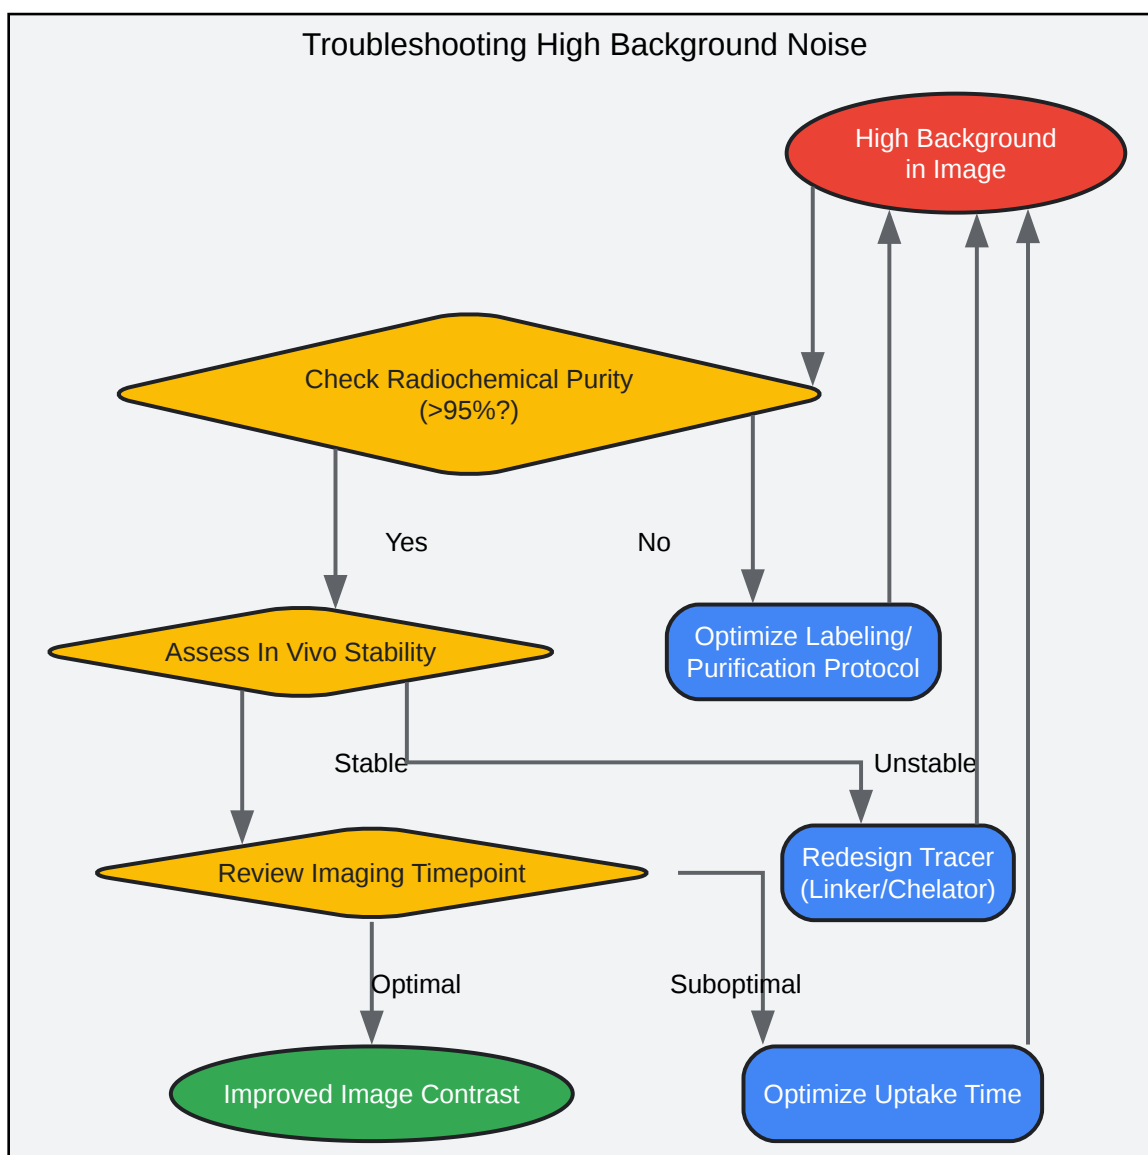 Troubleshooting High Background Noise
High Background
in Image
Check Radiochemical Purity
(>95%?)
Yes
No
Assess In Vivo Stability
Optimize Labeling/
Purification Protocol
Stable
Unstable
Review Imaging Timepoint
Redesign Tracer
(Linker/Chelator)
Optimal
Suboptimal
Improved Image Contrast
Optimize Uptake Time